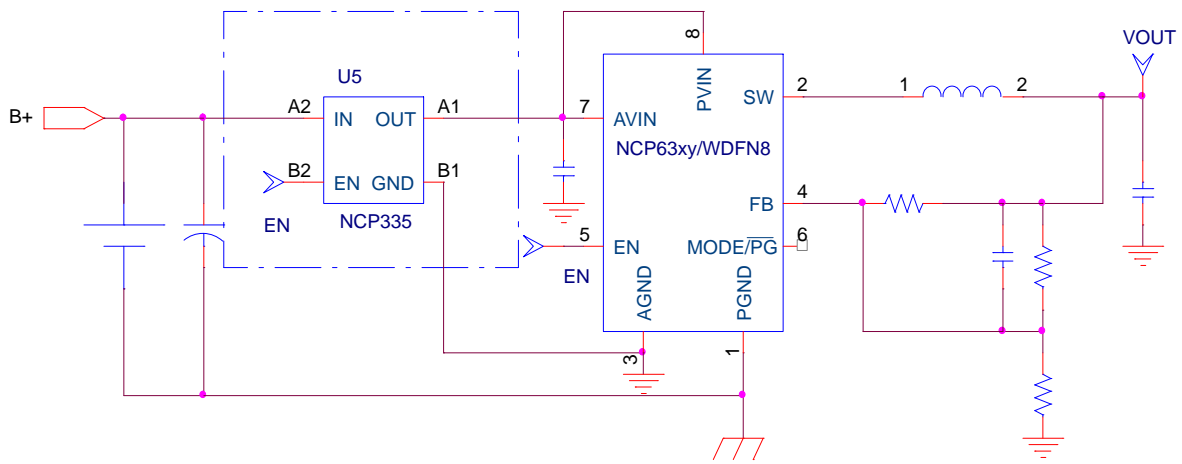 VOUT
U5
8
PVIN
2
SW
1
2
B+
A2
IN
OUT
A1
7
AVIN
NCP63xy/WDFN8
B2
EN
GND
B1
4
FB
NCP335
EN
5
EN
EN
6
MODE/PG
AGND
PGND
3
1